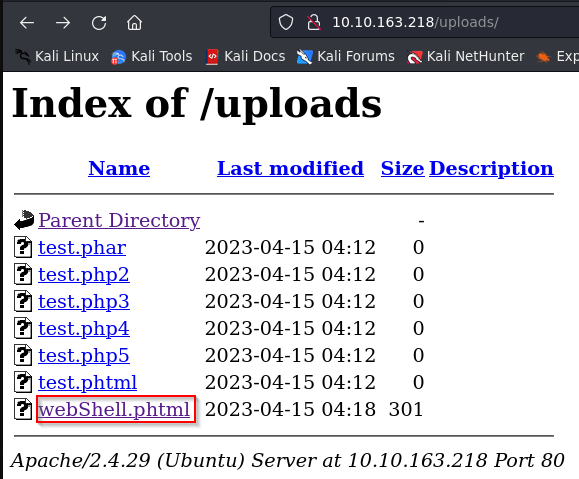 10.10.163.218/uploads/
Kali Linux Kali Tools Kali Docs Kali Forums Kali NetHunter Exp
Index of /uploads
Name Last modified Size Description
Parent Directory -
test.phar 2023-04-15 04:12 0
test.php2 2023-04-15 04:12 0
test.php3 2023-04-15 04:12 0
test.php4 2023-04-15 04:12 0
test.php5 2023-04-15 04:12 0
test.phtml 2023-04-15 04:12 0
webShell.phtml 2023-04-15 04:18 301
Apache/2.4.29 (Ubuntu) Server at 10.10.163.218 Port 80